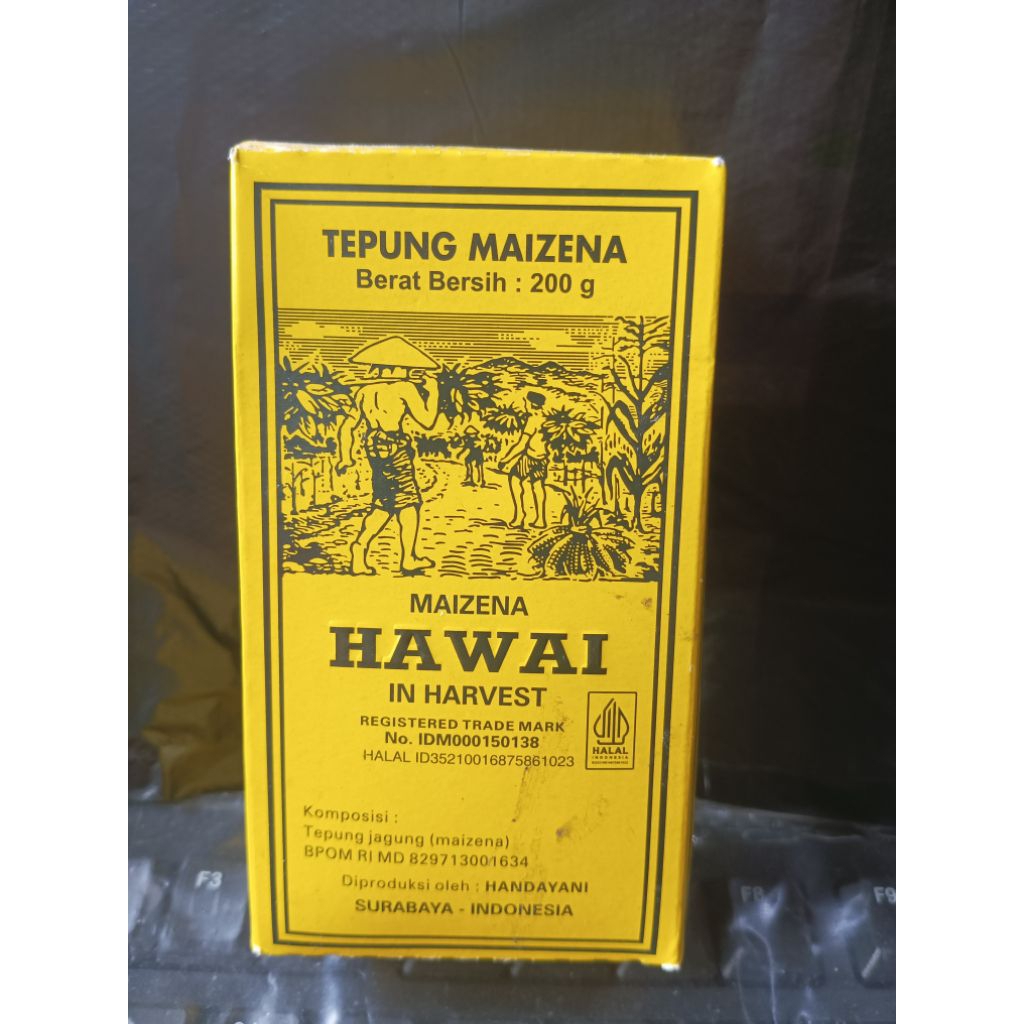 TEPUNG MAIZENA
Berat Bersih : 200 g
MAIZENA
HAWAI
IN HARVEST
REGISTERED TRADE MARK
No. IDM000150138
HALAL ID35210016875861023
HALAL
INDONESIA
Komposisi :
Tepung jagung (maizena)
BPOM RI MD 829713001634
Diproduksi oleh : HANDAYANI
SURABAYA - INDONESIA
F3
F8
F9